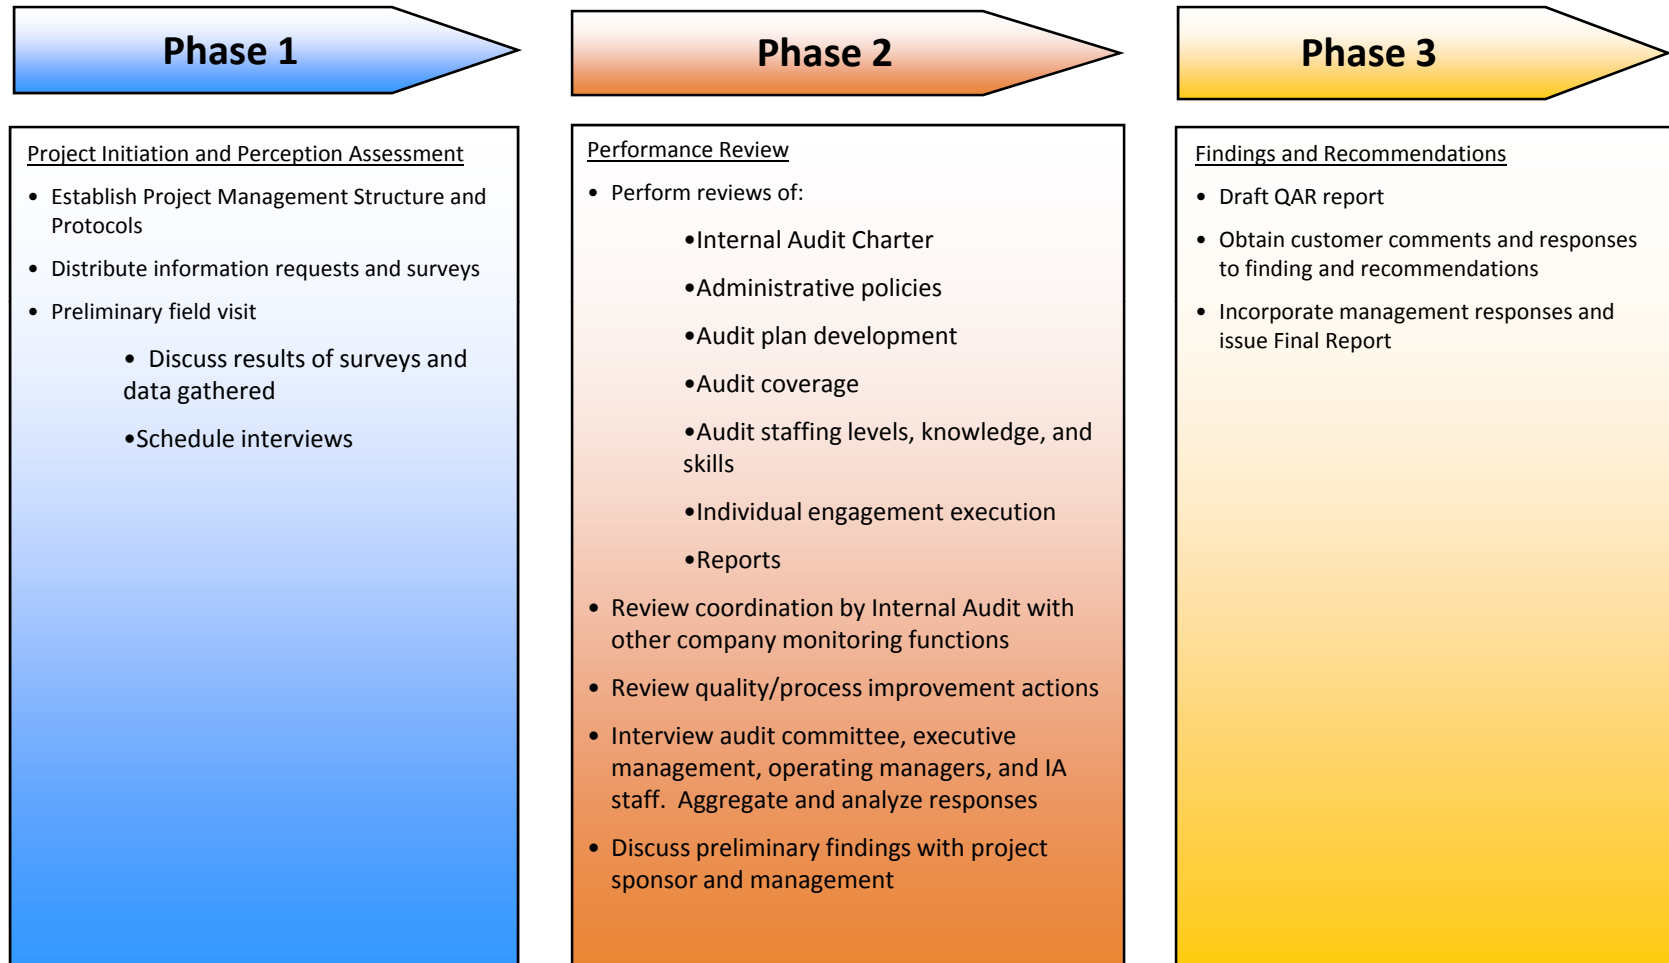 Phase 1
Project Initiation and Perception Assessment
• Establish Project Management Structure and
Protocols
• Distribute information requests and surveys
• Preliminary field visit
• Discuss results of surveys and
data gathered
•Schedule interviews
Phase 2
Performance Review
• Perform reviews of:
•Internal Audit Charter
•Administrative policies
•Audit plan development
•Audit coverage
•Audit staffing levels, knowledge, and
skills
•Individual engagement execution
•Reports
• Review coordination by Internal Audit with
other company monitoring functions
• Review quality/process improvement actions
• Interview audit committee, executive
management, operating managers, and IA
staff.  Aggregate and analyze responses
• Discuss preliminary findings with project
sponsor and management
Phase 3
Findings and Recommendations
• Draft QAR report
• Obtain customer comments and responses
to finding and recommendations
• Incorporate management responses and
issue Final Report